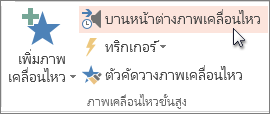 เพิ่มภาพ
เคลื่อนไหว
บานหน้าต่างภาพเคลื่อนไหว
ทริกเกอร์
ตัวคัดวางภาพเคลื่อนไหว
ภาพเคลื่อนไหวขั้นสูง